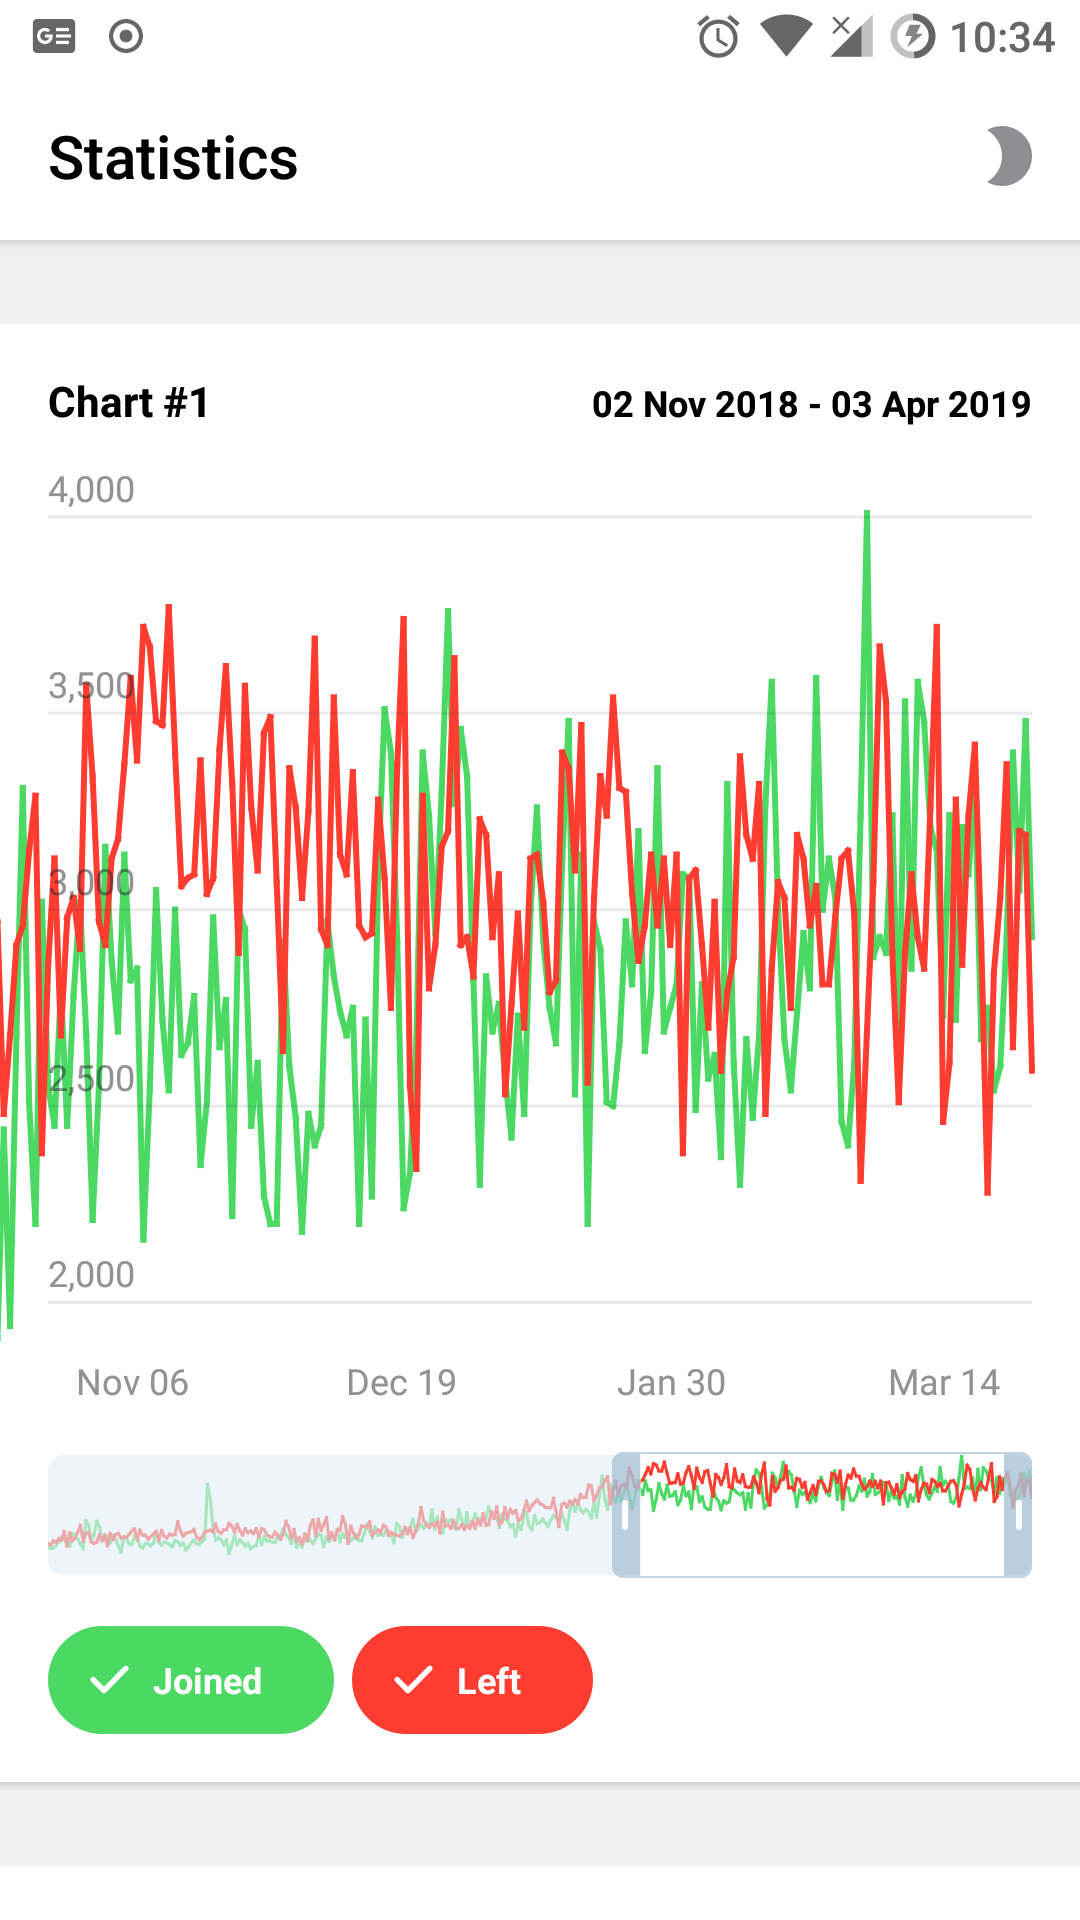 GE
10:34
Statistics
Chart #1
02 Nov 2018 - 03 Apr 2019
4,000
3,500
3,000
2,500
2,000
Nov 06 Dec 19 Jan 30 Mar 14
Joined Left